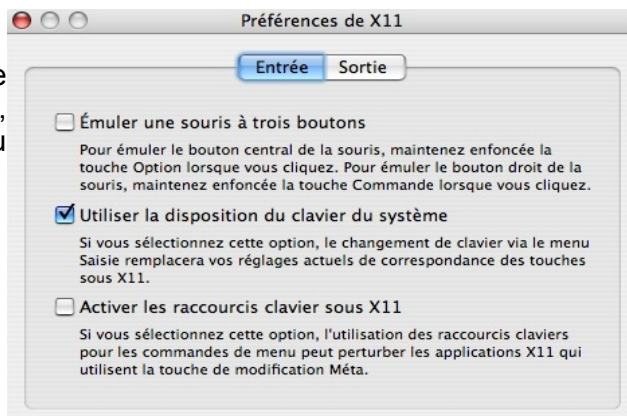 Préférences de X11
Entrée Sortie
e
,
u
Émuler une souris à trois boutons
Pour émuler le bouton central de la souris, maintenez enfoncée la
touche Option lorsque vous cliquez. Pour émuler le bouton droit de la
souris, maintenez enfoncée la touche Commande lorsque vous cliquez.
Utiliser la disposition du clavier du système
Si vous sélectionnez cette option, le changement de clavier via le menu
Saisie remplacera vos réglages actuels de correspondance des touches
sous X11.
Activer les raccourcis clavier sous X11
Si vous sélectionnez cette option, l'utilisation des raccourcis claviers
pour les commandes de menu peut perturber les applications X11 qui
utilisent la touche de modification Méta.